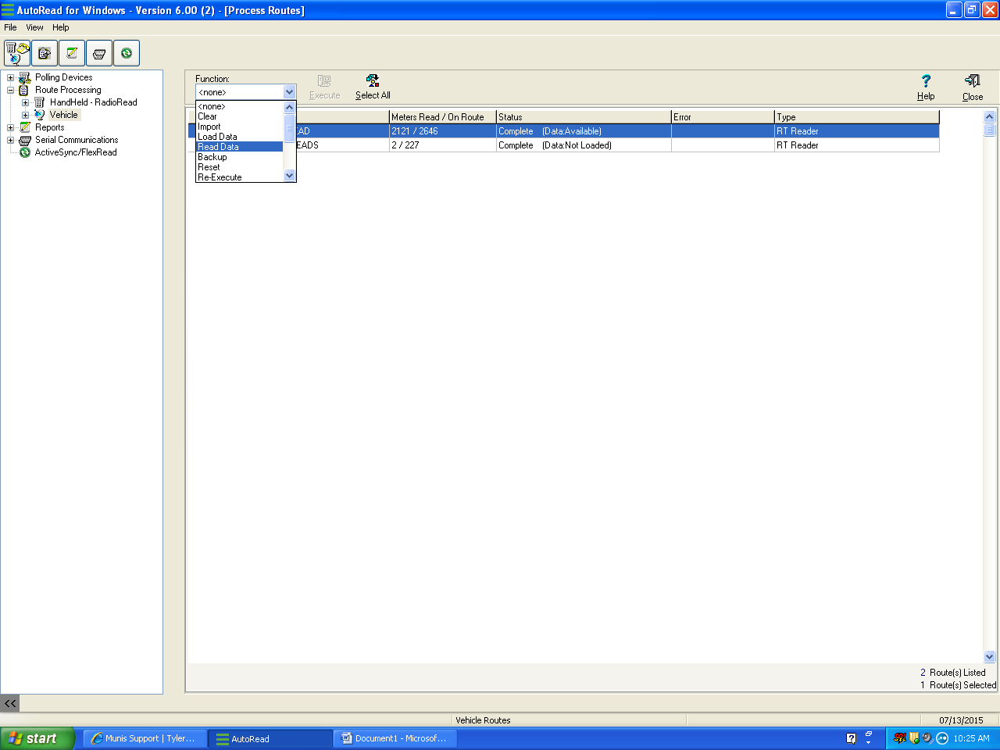 AutoRead for Windows - Version 6.00 (2) - [Process Routes]
File View Help
Polling Devices
Route Processing
HandHeld - RadioRead
Vehicle
Reports
Serial Communications
ActiveSync/FlexRead
Function:
<none>
Execute
Select All
Help
Close
<none>
Clear
Import
Load Data
Read Data
Backup
Reset
Re-Execute
Meters Read / On Route Status Error Type
EAD 2121 / 2646 Complete (Data:Available) RT Reader
EADS 2 / 227 Complete (Data:Not Loaded) RT Reader
2 Route(s) Listed
1 Route(s) Selected
<<
Vehicle Routes 07/13/2015
start Munis Support | Tyler... AutoRead Document1 - Microsof... 10:25 AM